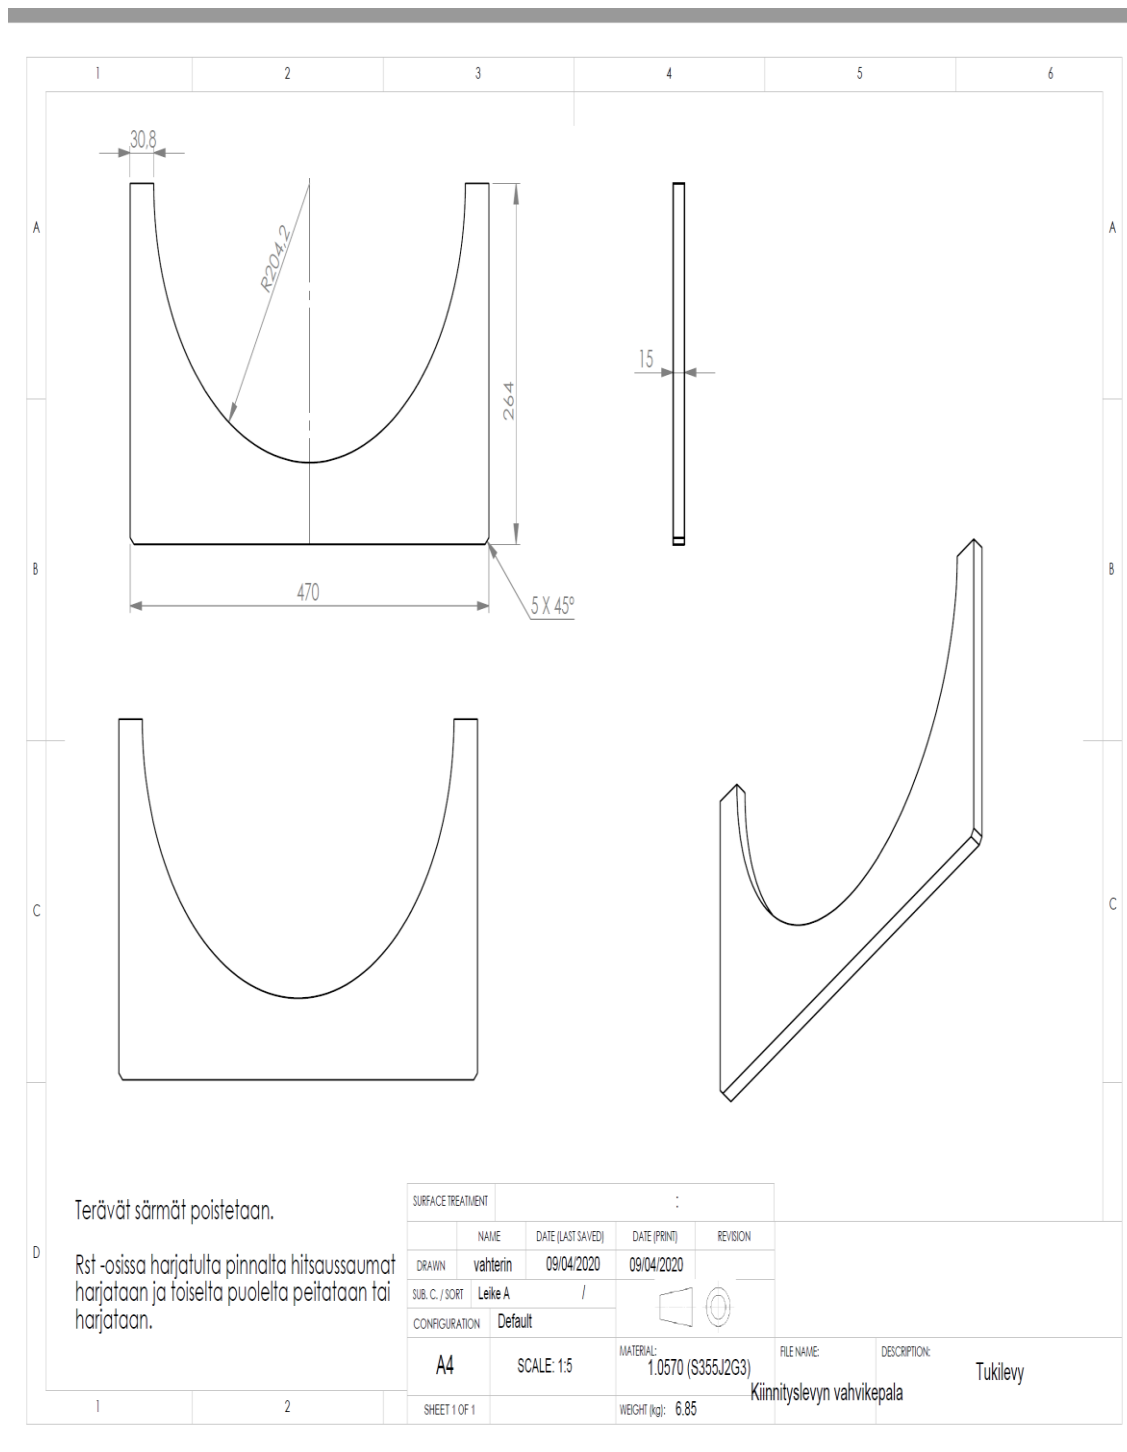 1 2 3 4 5 6
30,8
A
A
R204,2
15
264
B
B
470
5 X 45º
C
C
Terävät särmät poistetaan.
Rst -osissa harjatulta pinnalta hitsaussaumat
harjataan ja toiselta puolelta peitataan tai
harjataan.
D
SURFACE TREATMENT :
NAME DATE (LAST SAVED) DATE (PRINT) REVISION
DRAWN vahterin 09/04/2020 09/04/2020
SUB. C. / SORT Leike A /
CONFIGURATION Default
A4 SCALE: 1:5
MATERIAL: 1.0570 (S355J2G3)
FILE NAME: Kiinnityslevyn vahvikepala
DESCRIPTION: Tukilevy
SHEET 1 OF 1
WEIGHT (kg): 6.85
1 2